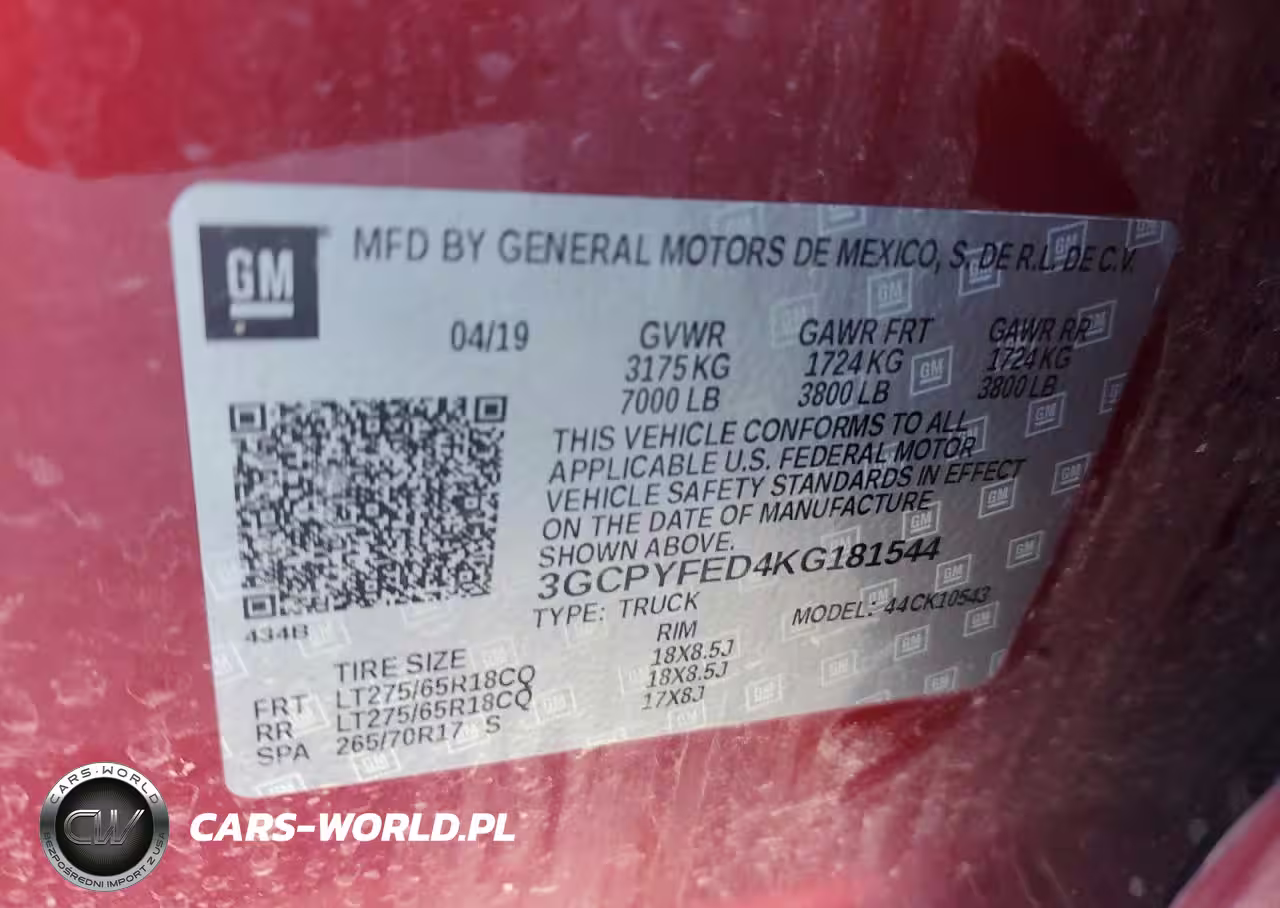 GM
MFD BY GENERAL MOTORS DE MEXICO, S. DE R.L. DE C.V.
04/19 GVWR GAWR FRT GAWR RR
3175 KG 1724 KG 1724 KG
7000 LB 3800 LB 3800 LB
THIS VEHICLE CONFORMS TO ALL
APPLICABLE U.S. FEDERAL MOTOR
VEHICLE SAFETY STANDARDS IN EFFECT
ON THE DATE OF MANUFACTURE
SHOWN ABOVE.
3GCPYFED4KG181544
TYPE: TRUCK MODEL: 44CK10543
434B
TIRE SIZE RIM
FRT LT275/65R18CQ 18X8.5J
RR LT275/65R18CQ 18X8.5J
SPA 265/70R17 S 17X8J
CARS-WORLD
CW
BEZPOŚREDNI IMPORT Z USA
CARS-WORLD.PL